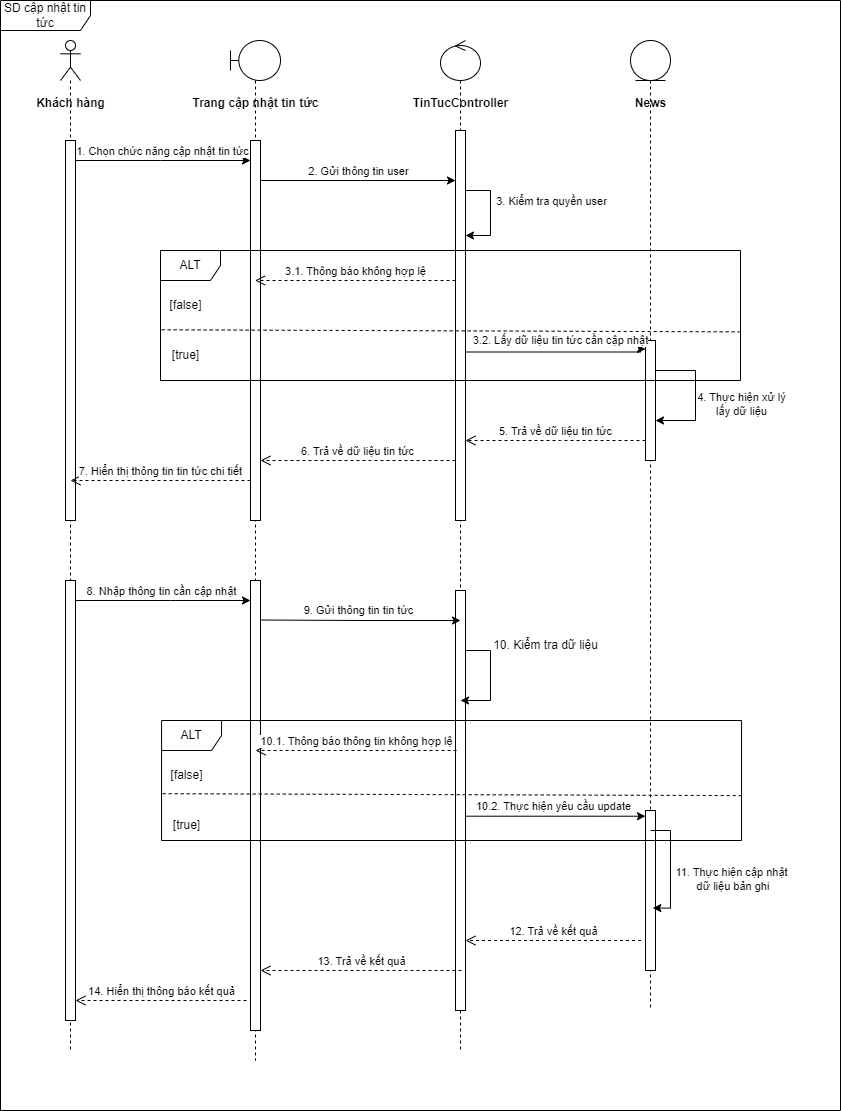 SD cập nhật tin
tức
Khách hàng
Trang cập nhật tin tức
TinTucController
News
1. Chọn chức năng cập nhật tin tức
2. Gửi thông tin user
3. Kiểm tra quyền user
ALT
3.1. Thông báo không hợp lệ
[false]
3.2. Lấy dữ liệu tin tức cần cập nhật
[true]
4. Thực hiện xử lý
lấy dữ liệu
5. Trả về dữ liệu tin tức
6. Trả về dữ liệu tin tức
7. Hiển thị thông tin tin tức chi tiết
8. Nhập thông tin cần cập nhật
9. Gửi thông tin tin tức
10. Kiểm tra dữ liệu
ALT
10.1. Thông báo thông tin không hợp lệ
[false]
10.2. Thực hiện yêu cầu update
[true]
11. Thực hiện cập nhật
dữ liệu bản ghi
12. Trả về kết quả
13. Trả về kết quả
14. Hiển thị thông báo kết quả